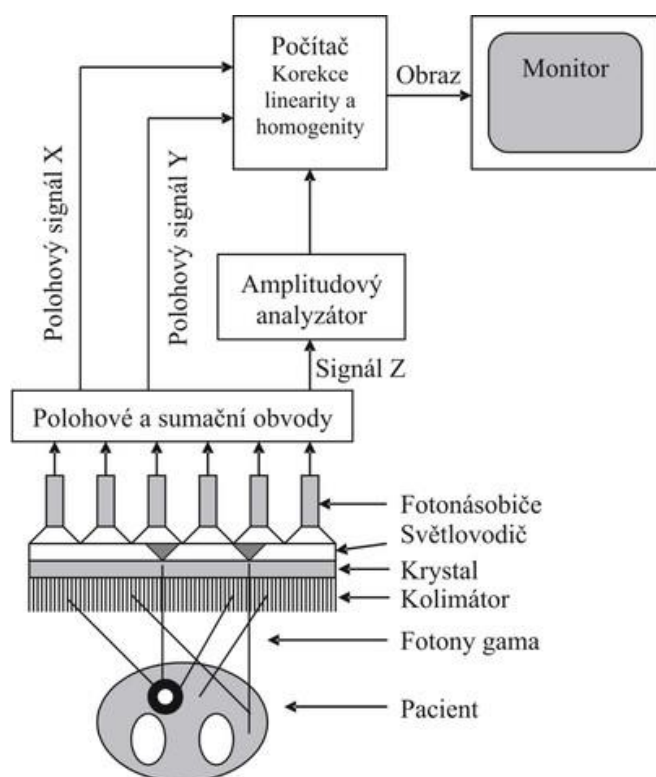 Počítač
Korekce
linearity a
homogenity
Obraz
Monitor
Polohový signál X
Polohový signál Y
Amplitudový
analyzátor
Signál Z
Polohové a sumační obvody
Fotonásobiče
Světlovodič
Krystal
Kolimátor
Fotony gama
Pacient